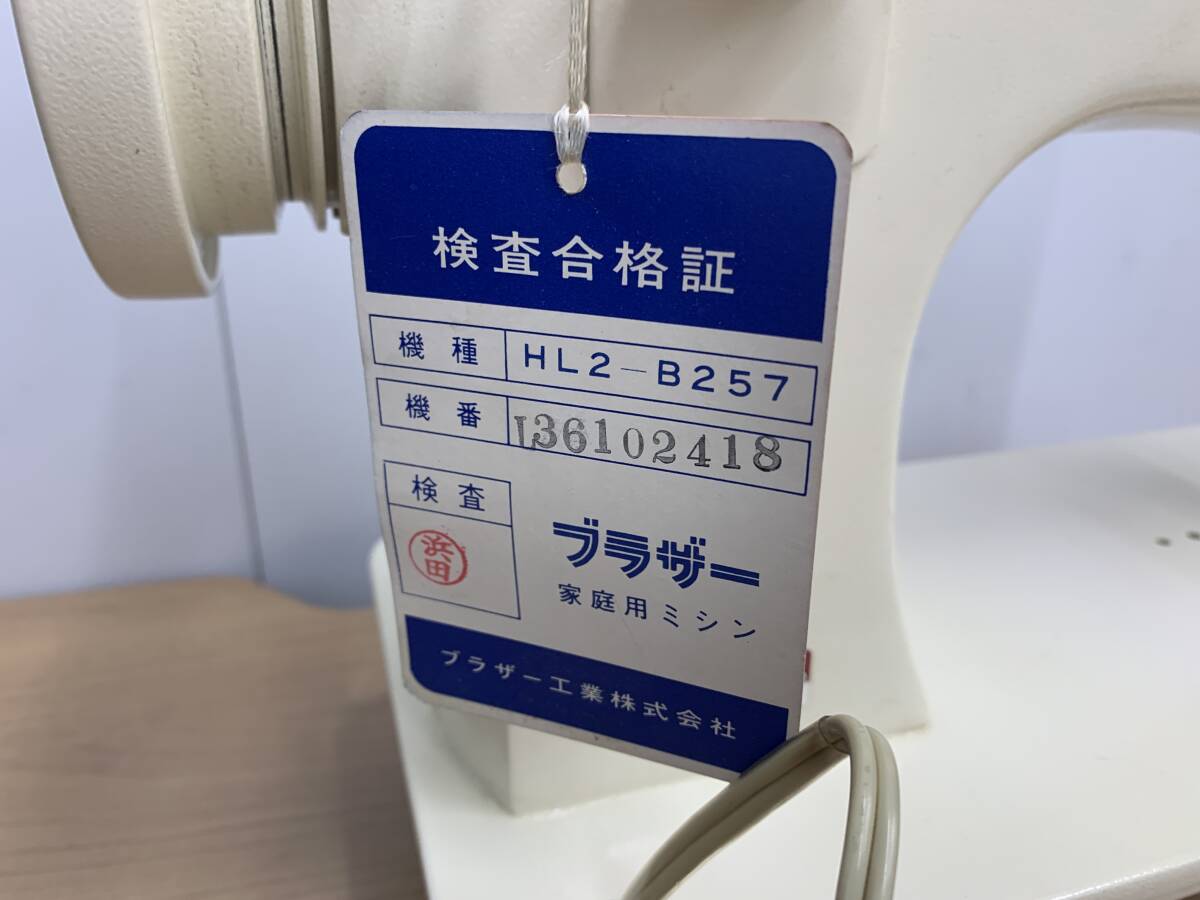 検査合格証
機種 HL2-B257
機番 J36102418
検査
浜田
ブラザー
家庭用ミシン
ブラザー工業株式会社